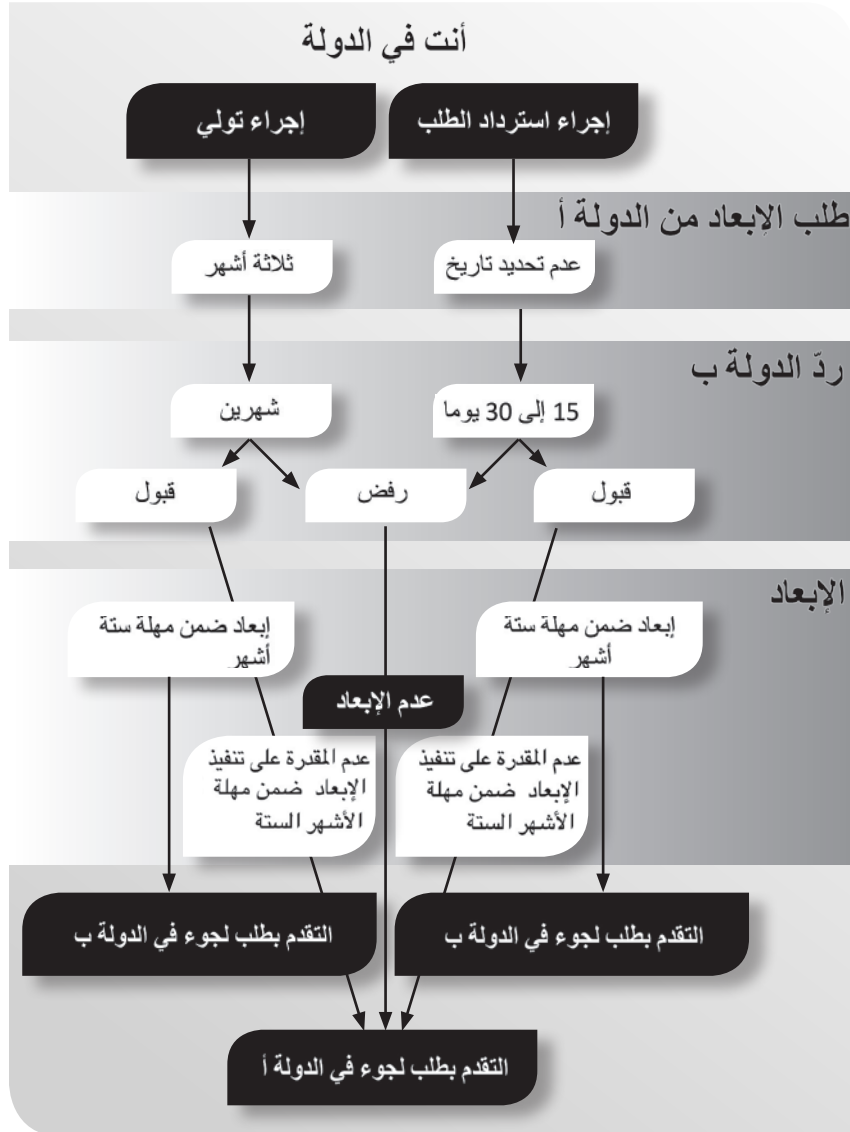 أنت في الدولة
إجراء استرداد الطلب
إجراء تولي
طلب الإبعاد من الدولة أ
عدم تحديد تاريخ
ثلاثة أشهر
ردّ الدولة ب
15 إلى 30 يوما
شهرين
قبول
رفض
قبول
الإبعاد
إبعاد ضمن مهلة ستة
أشهر
إبعاد ضمن مهلة ستة
أشهر
عدم الإبعاد
عدم المقدرة على تنفيذ
الإبعاد ضمن مهلة
الأشهر الستة
عدم المقدرة على تنفيذ
الإبعاد ضمن مهلة
الأشهر الستة
التقدم بطلب لجوء في الدولة ب
التقدم بطلب لجوء في الدولة ب
التقدم بطلب لجوء في الدولة أ